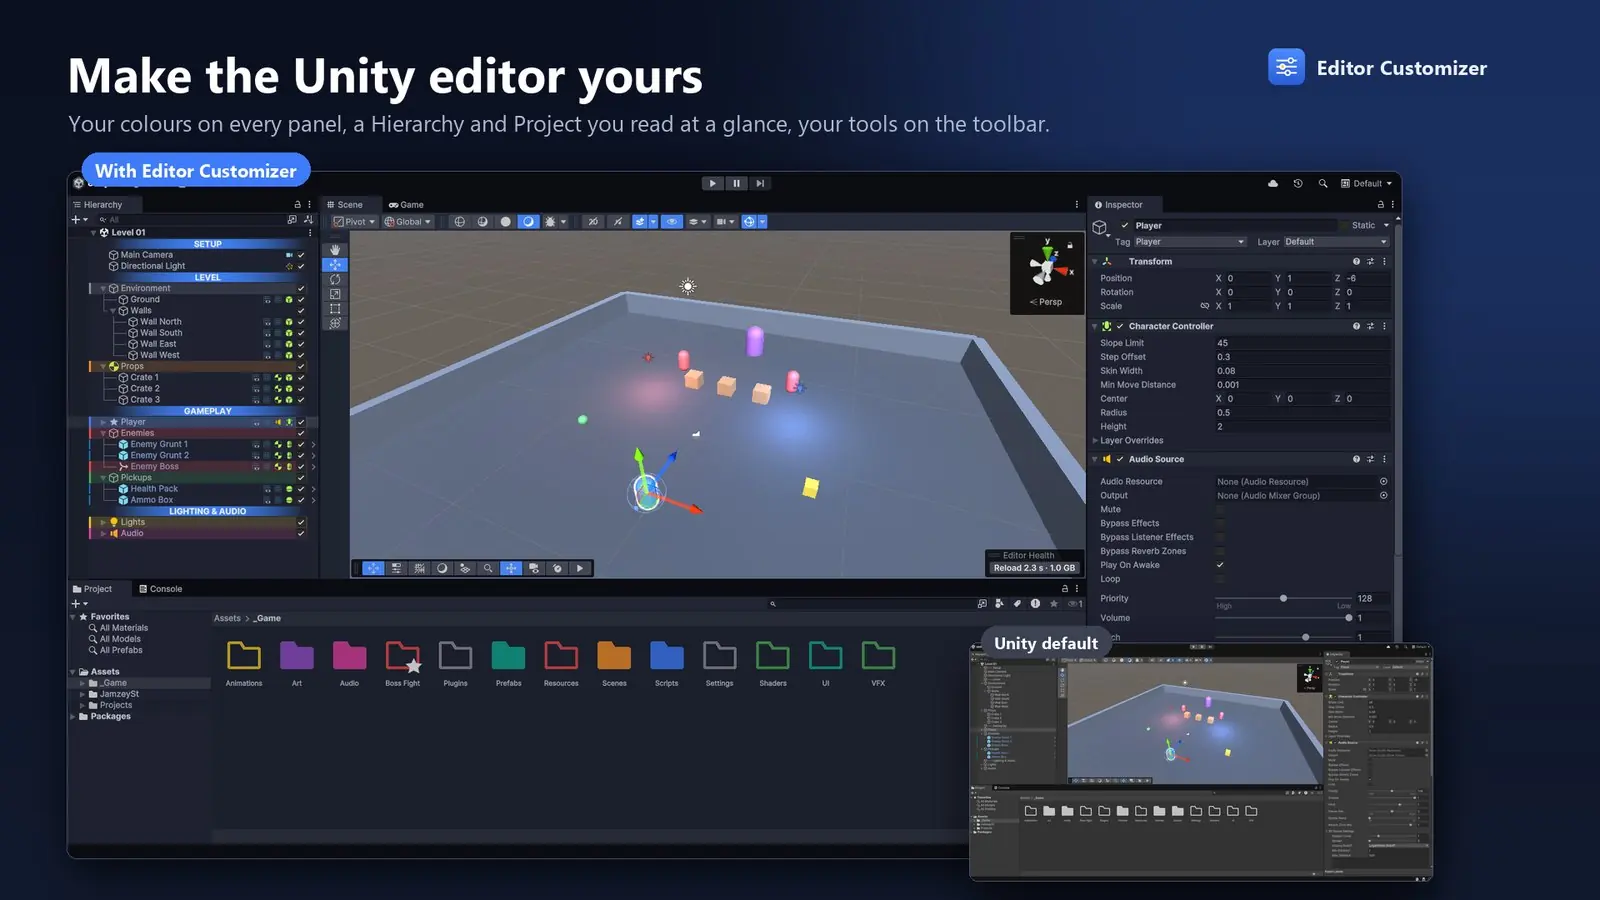 Make the Unity editor yours
Editor Customizer
Your colours on every panel, a Hierarchy and Project you read at a glance, your tools on the toolbar.
With Editor Customizer
Default
Hierarchy
All
Level 01
SETUP
Main Camera
Directional Light
LEVEL
Environment
Ground
Walls
Wall North
Wall South
Wall East
Wall West
Props
Crate 1
Crate 2
Crate 3
GAMEPLAY
Player
Enemies
Enemy Grunt 1
Enemy Grunt 2
Enemy Boss
Pickups
Health Pack
Ammo Box
LIGHTING & AUDIO
Lights
Audio
Scene
Game
Pivot
Global
y
z
x
Persp
Editor Health
Reload 2.3 s · 1.0 GB
Inspector
Player
Static
Tag Player
Layer Default
Transform
Position X 0 Y 1 Z -6
Rotation X 0 Y 0 Z 0
Scale X 1 Y 1 Z 1
Character Controller
Slope Limit 45
Step Offset 0.3
Skin Width 0.08
Min Move Distance 0.001
Center X 0 Y 0 Z 0
Radius 0.5
Height 2
Layer Overrides
Audio Source
Audio Resource None (Audio Resource)
Output None (Audio Mixer Group)
Mute
Bypass Effects
Bypass Listener Effects
Bypass Reverb Zones
Play On Awake
Loop
Priority 128
High Low
Volume 1
1
Project
Console
1
Favorites
All Materials
All Models
All Prefabs
Assets
_Game
JamzeySt
Projects
Packages
Assets > _Game
Animations
Art
Audio
Boss Fight
Plugins
Prefabs
Resources
Scenes
Scripts
Settings
Shaders
UI
VFX
Unity default